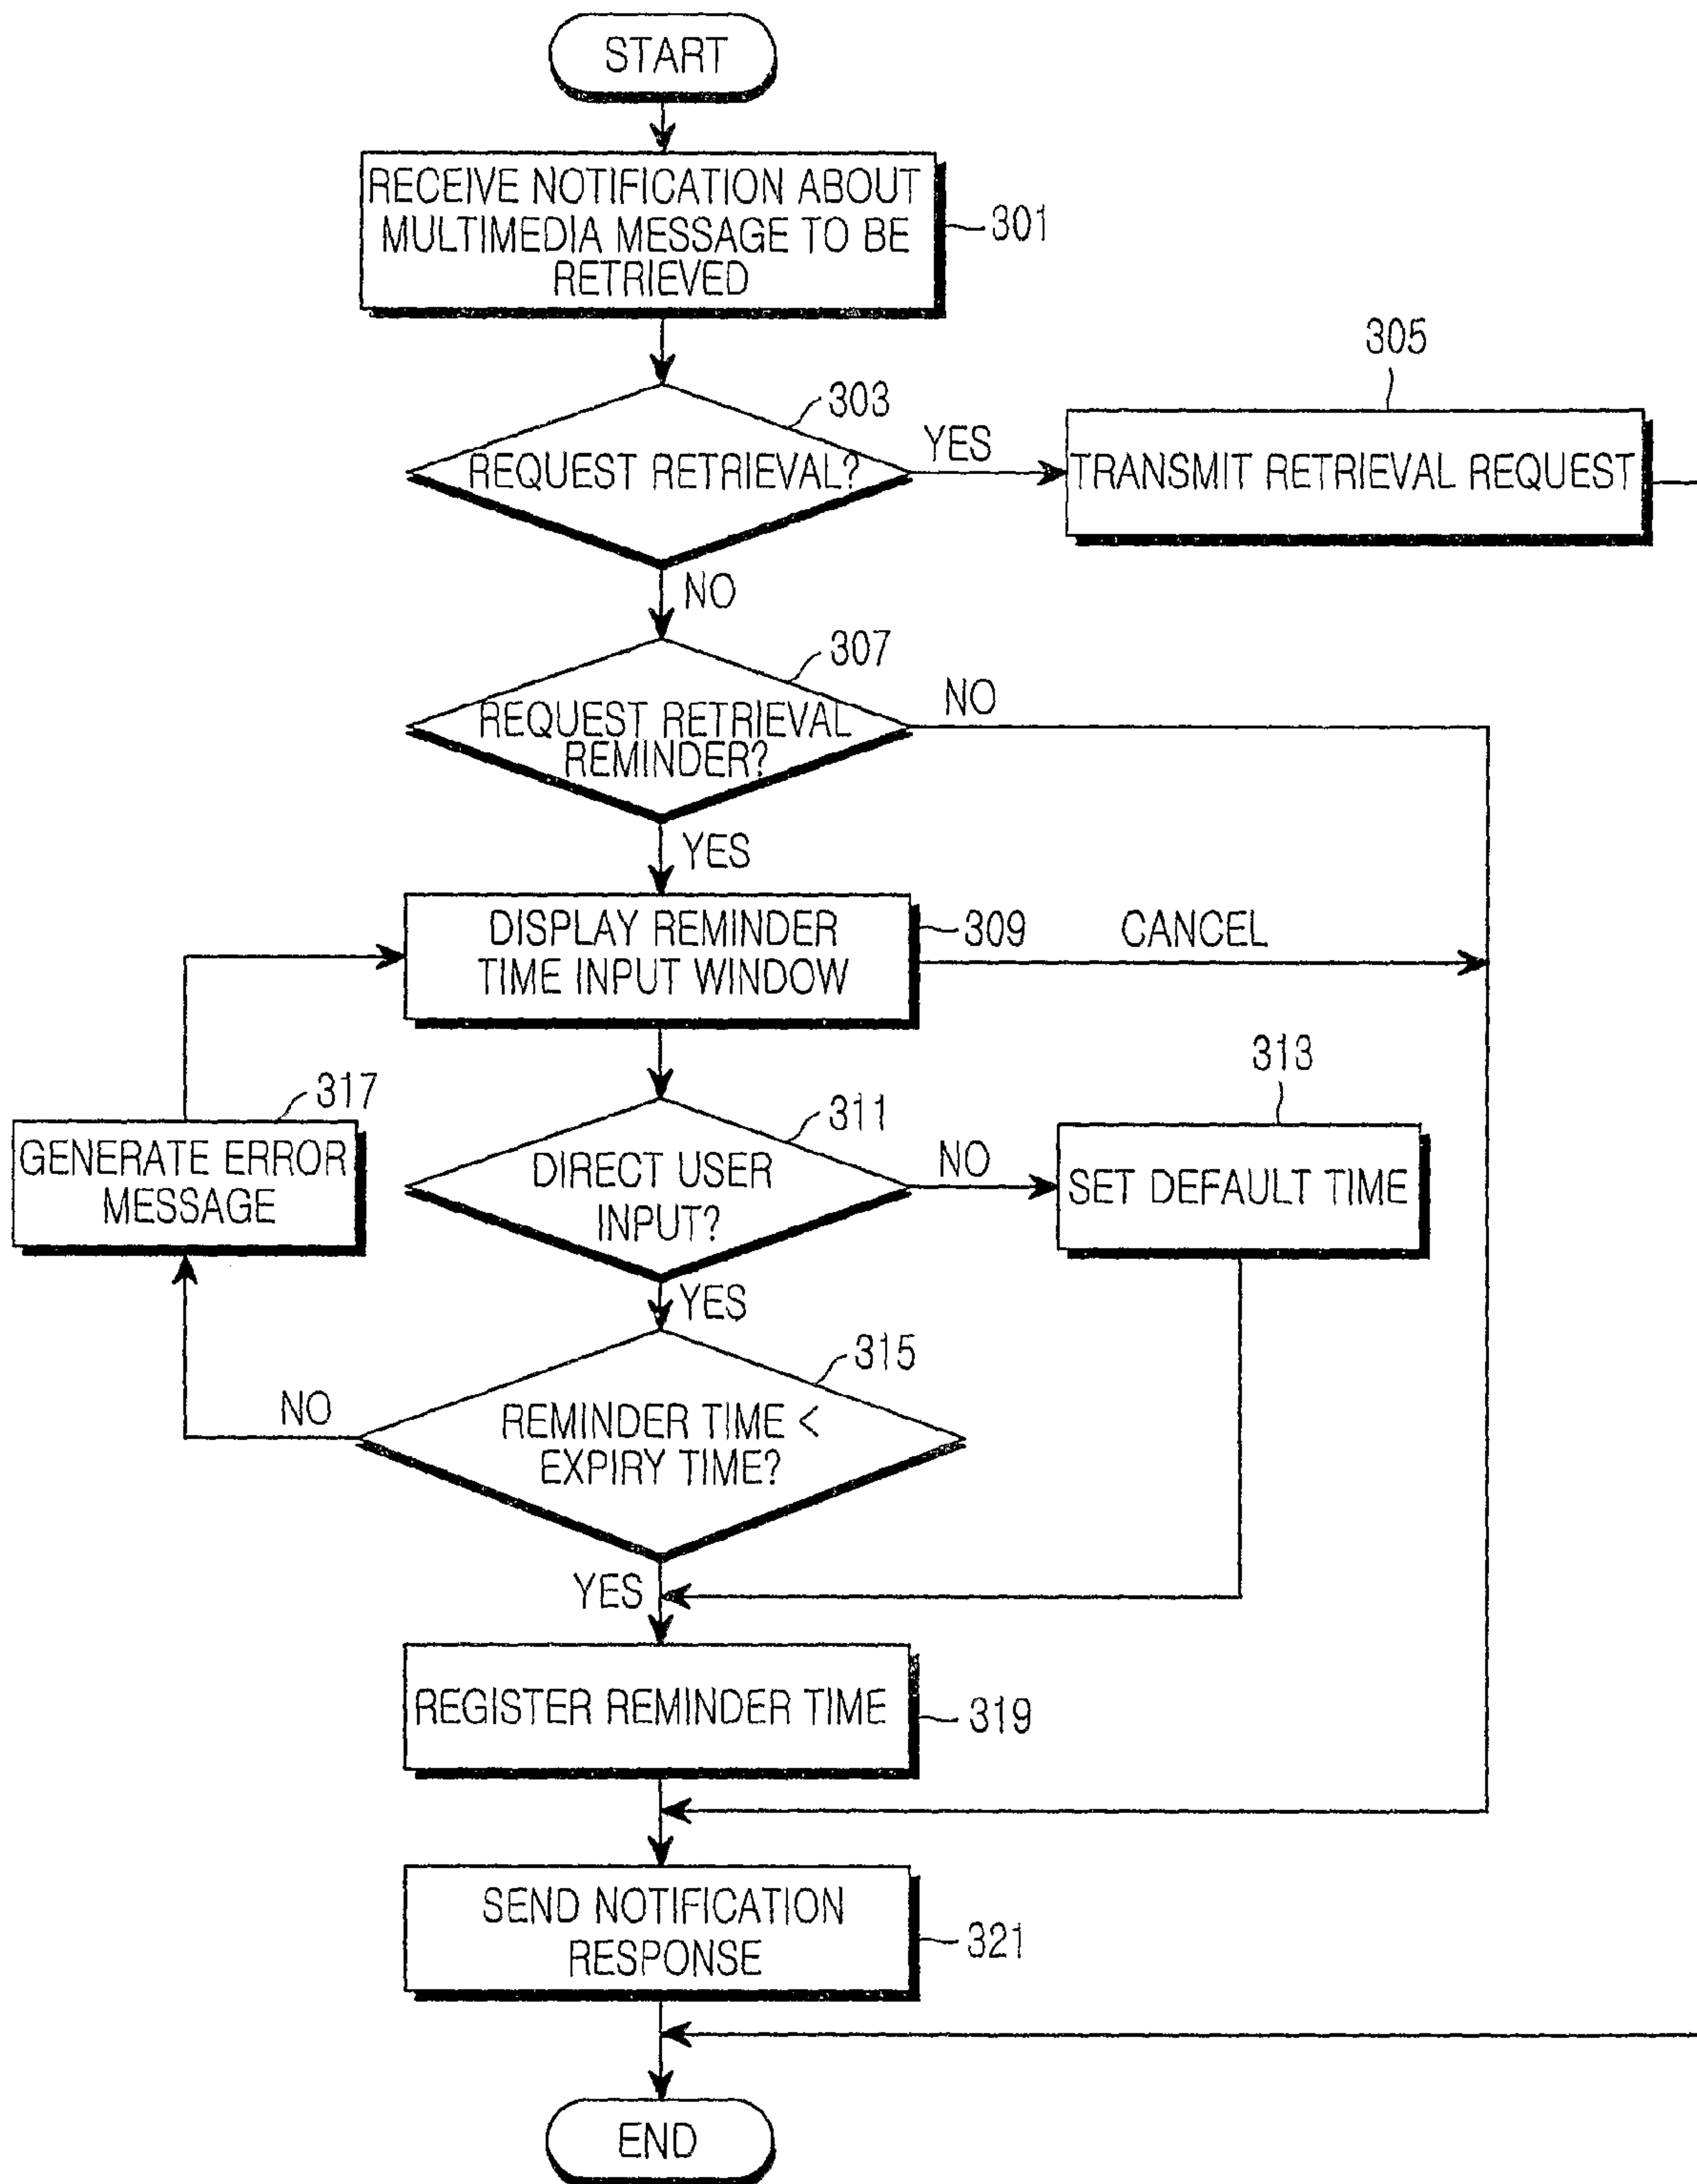 START
RECEIVE NOTIFICATION ABOUT
MULTIMEDIA MESSAGE TO BE
RETRIEVED
301
303
305
REQUEST RETRIEVAL?
YES
TRANSMIT RETRIEVAL REQUEST
NO
307
REQUEST RETRIEVAL
REMINDER?
NO
YES
DISPLAY REMINDER
TIME INPUT WINDOW
309
CANCEL
317
GENERATE ERROR
MESSAGE
311
DIRECT USER
INPUT?
NO
313
SET DEFAULT TIME
YES
315
NO
REMINDER TIME <
EXPIRY TIME?
YES
REGISTER REMINDER TIME
319
SEND NOTIFICATION
RESPONSE
321
END